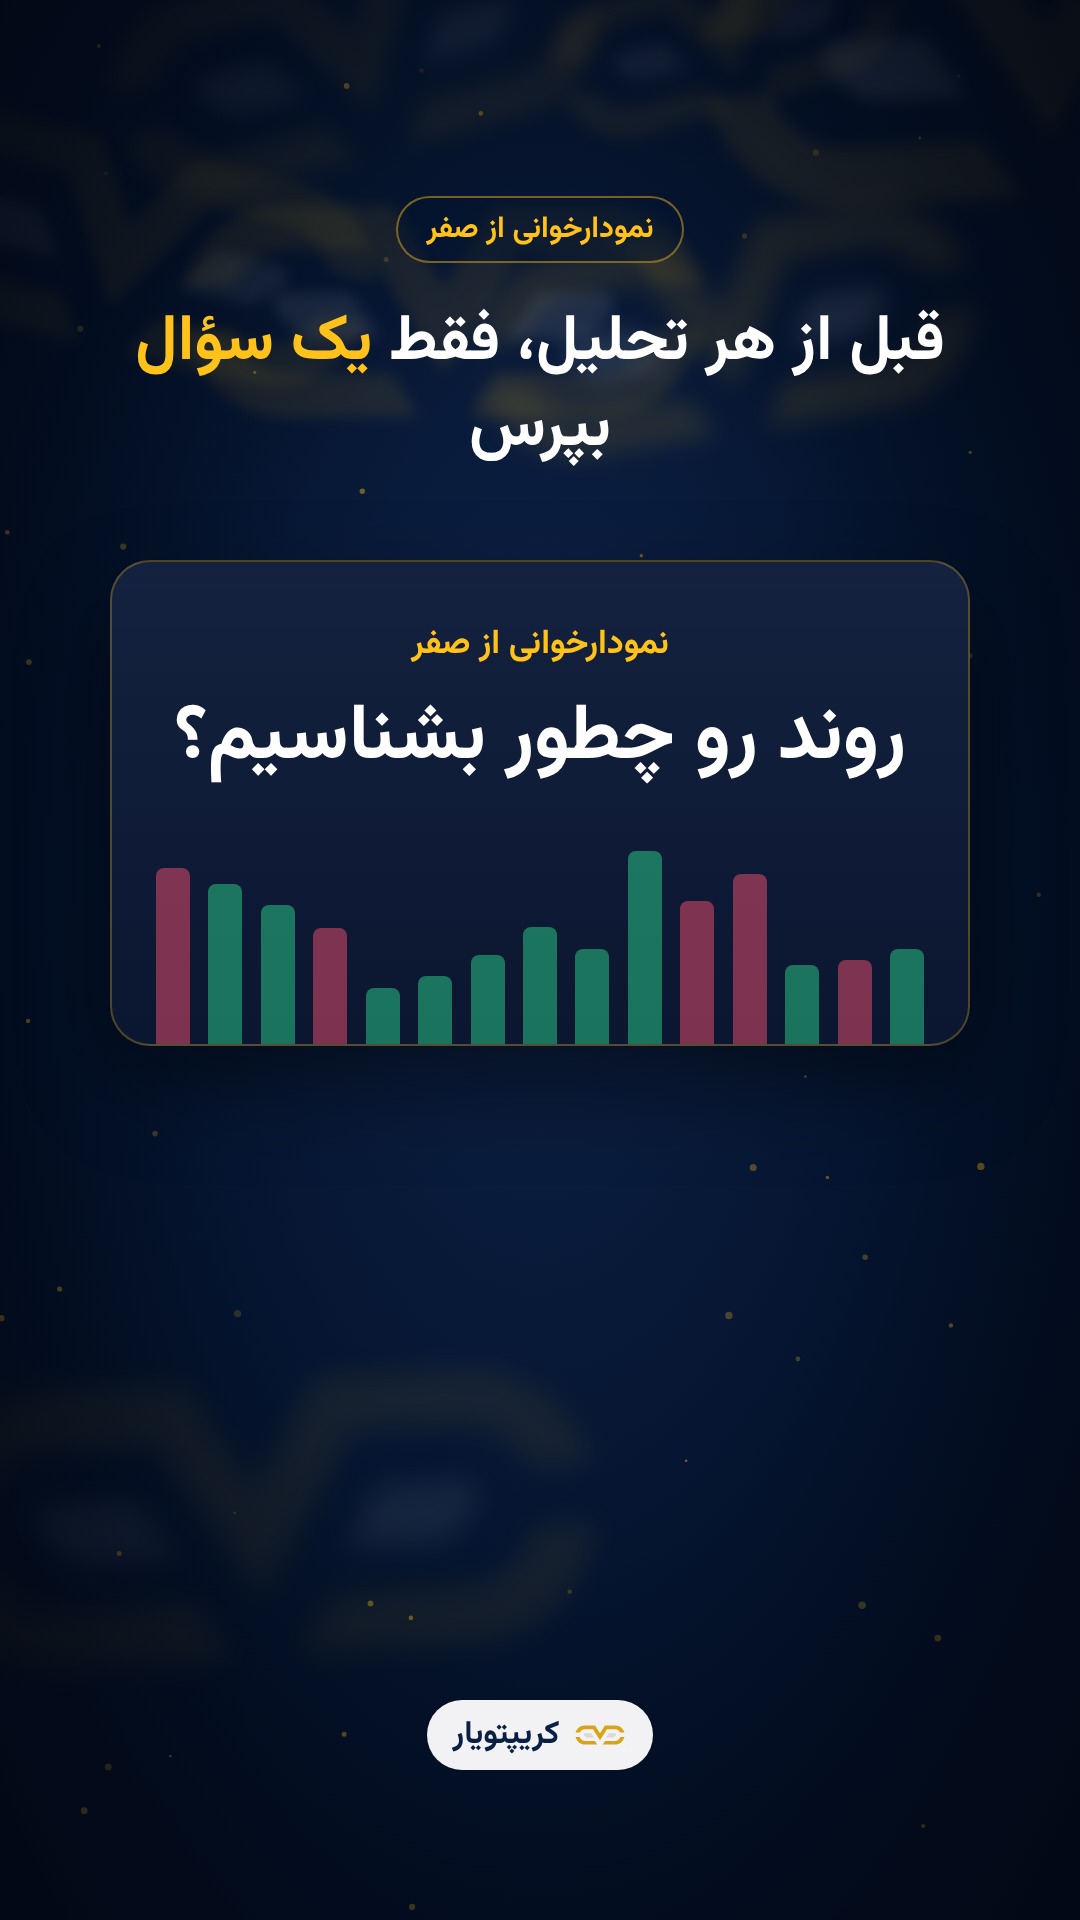 نمودارخوانی از صفر
قبل از هر تحلیل، فقط یک سؤال
بپرس
نمودارخوانی از صفر
روند رو چطور بشناسیم؟
کریپتویار